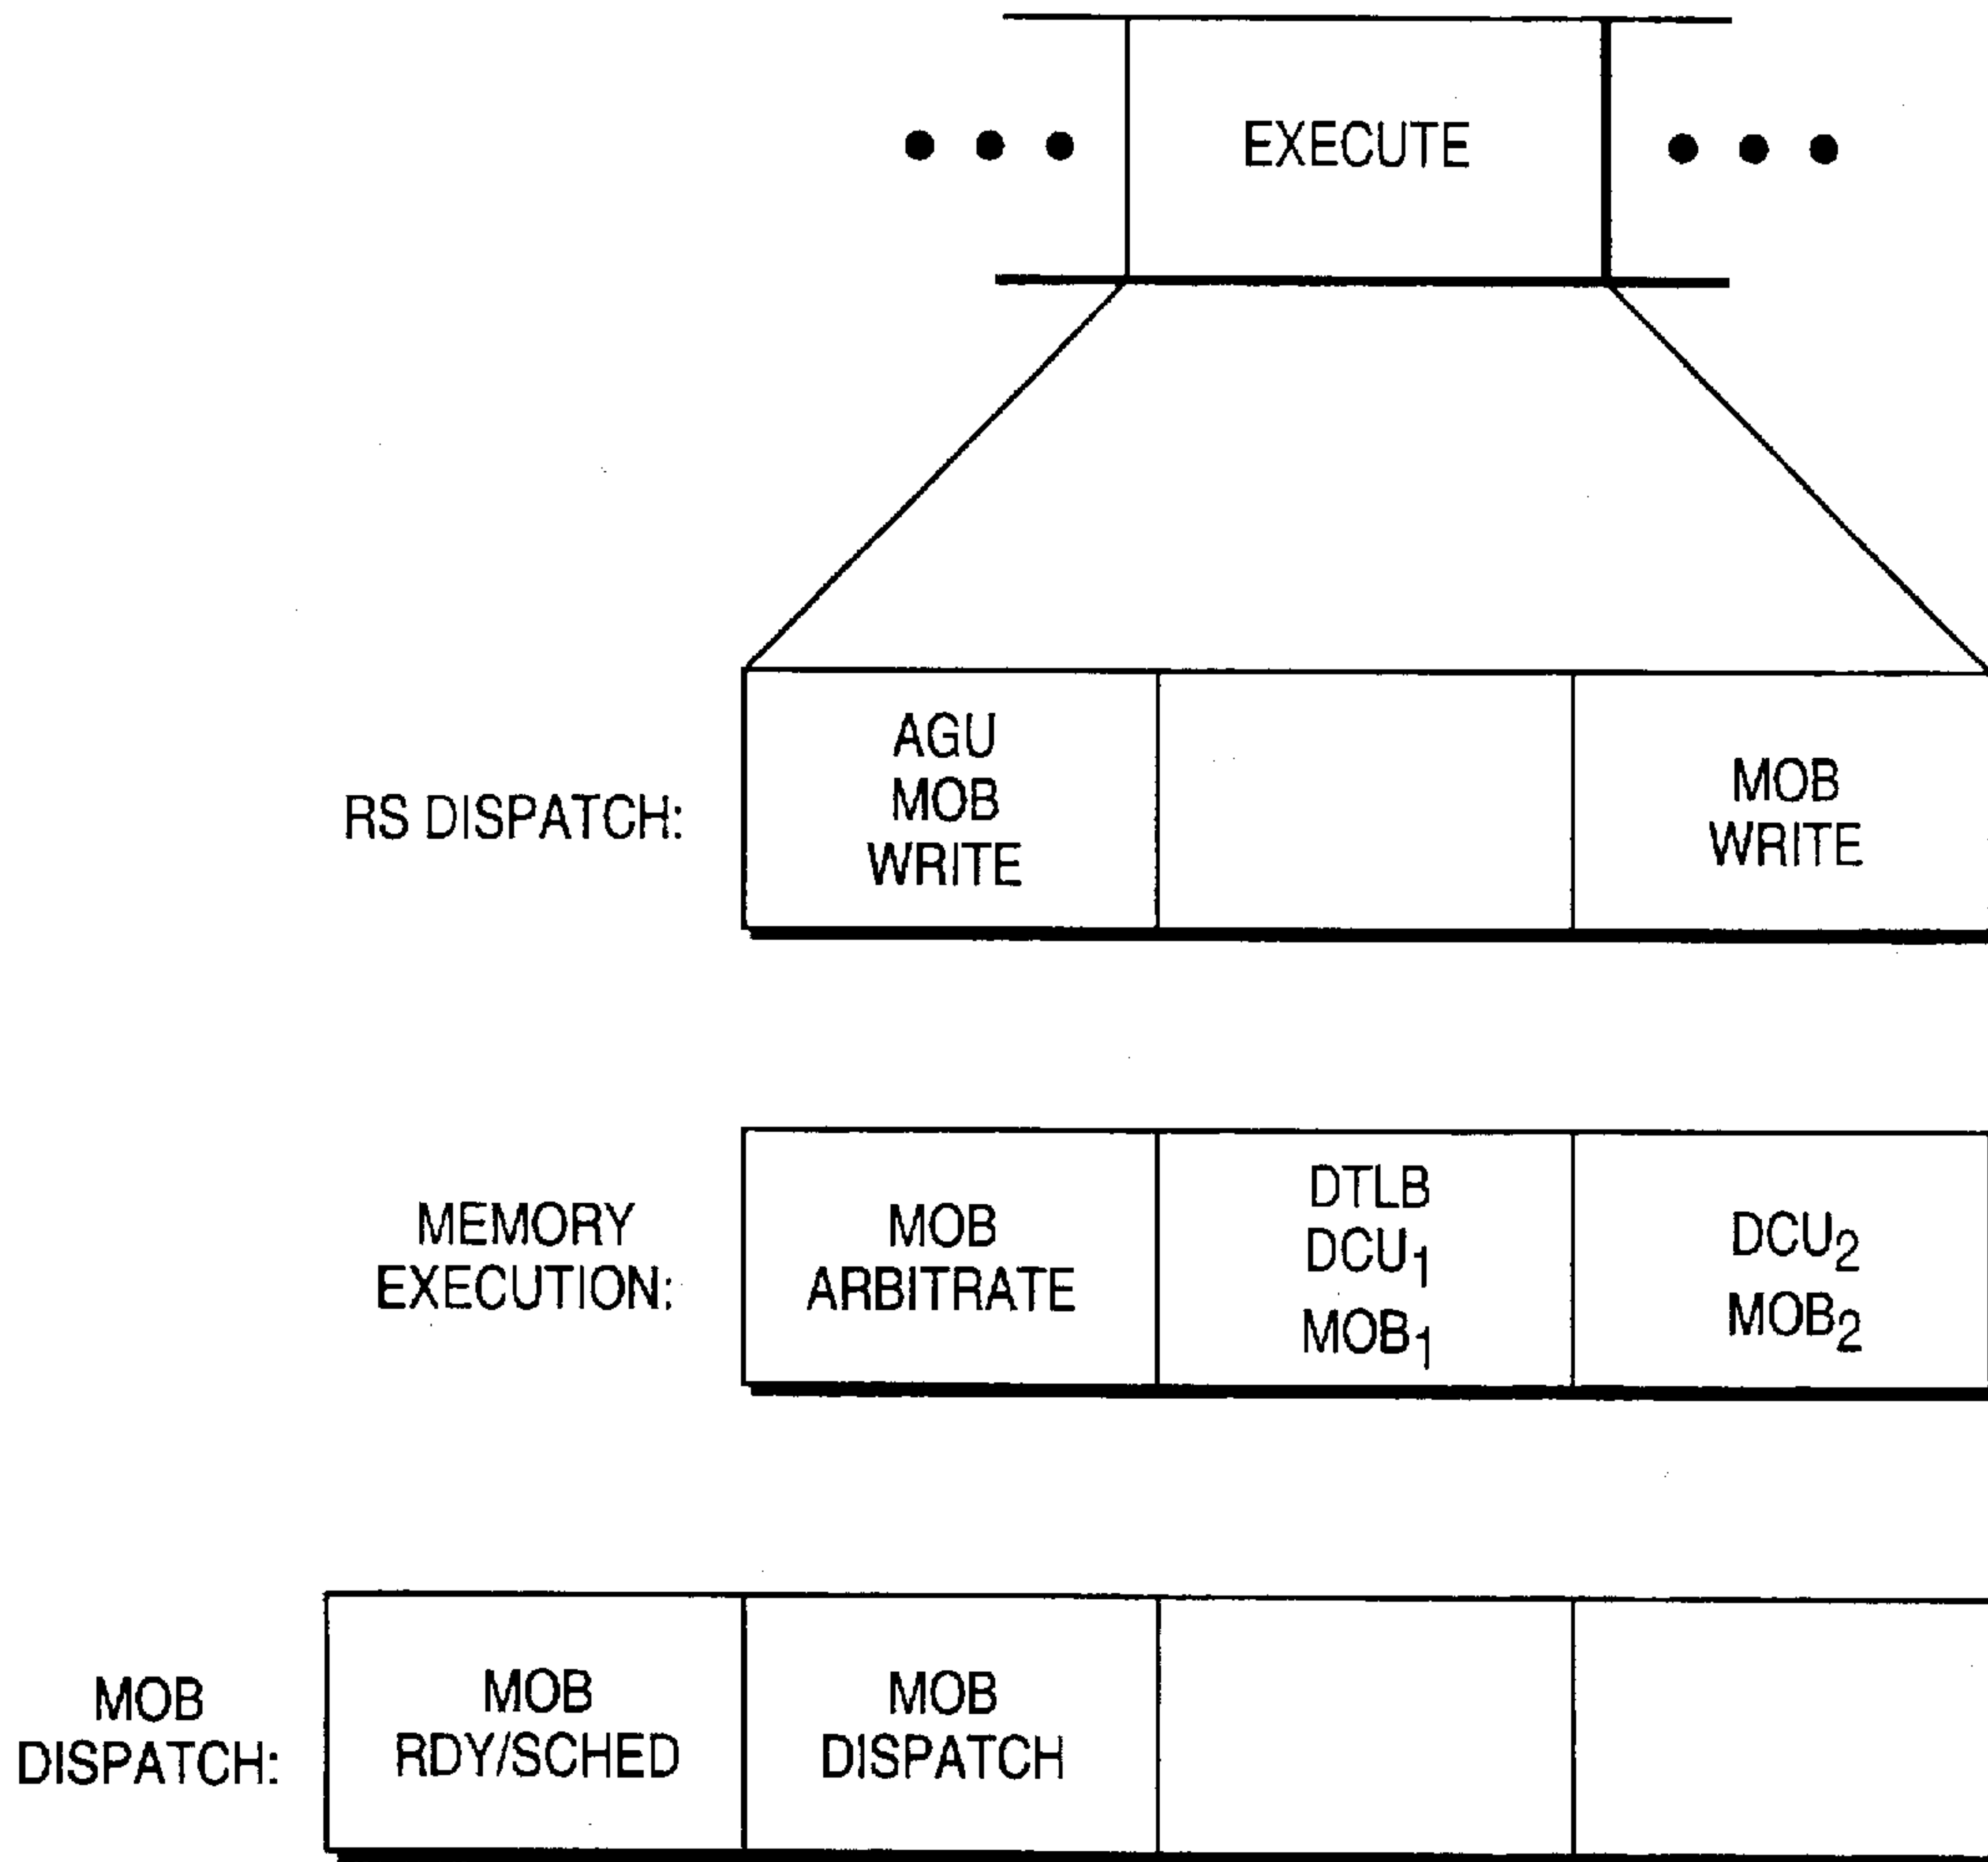 EXECUTE
RS DISPATCH:
AGU
MOB
WRITE
MOB
WRITE
MEMORY
EXECUTION:
MOB
ARBITRATE
DTLB
DCU1
MOB1
DCU2
MOB2
MOB
DISPATCH:
MOB
RDY/SCHED
MOB
DISPATCH